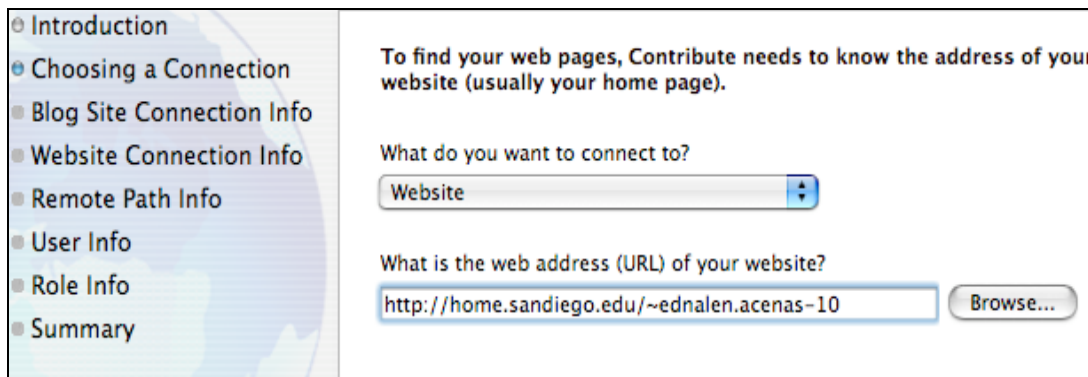 Introduction
Choosing a Connection
Blog Site Connection Info
Website Connection Info
Remote Path Info
User Info
Role Info
Summary
To find your web pages, Contribute needs to know the address of your
website (usually your home page).
What do you want to connect to?
Website
What is the web address (URL) of your website?
http://home.sandiego.edu/~ednalen.acenas-10
Browse...